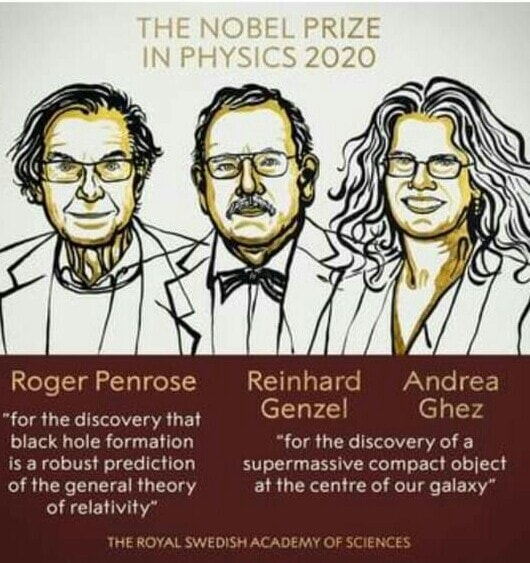 THE NOBEL PRIZE
IN PHYSICS 2020
Roger Penrose
"for the discovery that
black hole formation
is a robust prediction
of the general theory
of relativity"
Reinhard
Genzel
Andrea
Ghez
"for the discovery of a
supermassive compact object
at the centre of our galaxy"
THE ROYAL SWEDISH ACADEMY OF SCIENCES